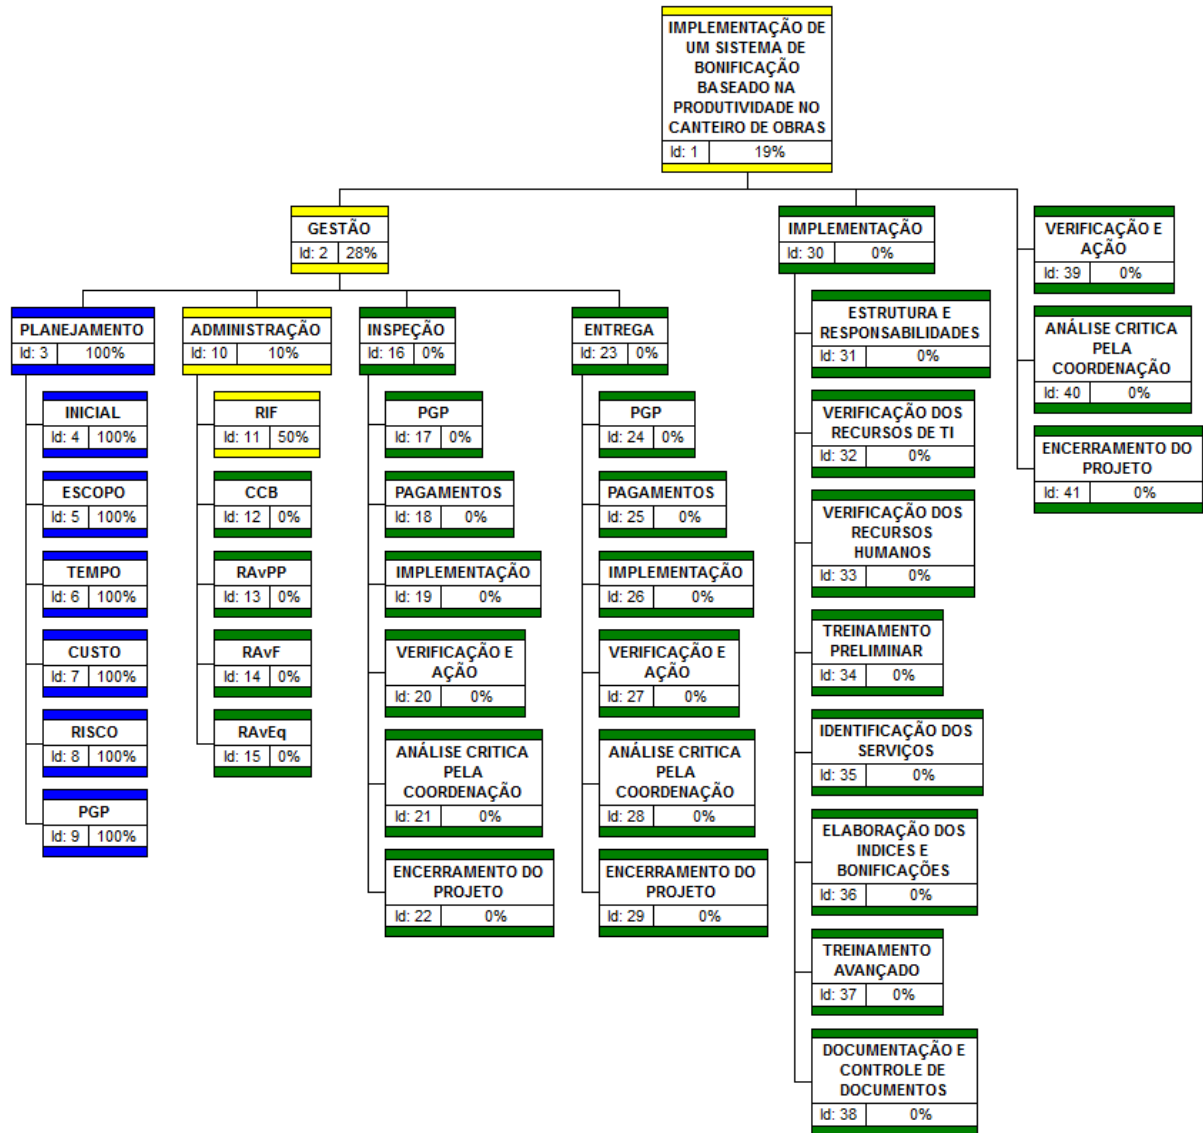 IMPLEMENTAÇÃO DE
UM SISTEMA DE
BONIFICAÇÃO
BASEADO NA
PRODUTIVIDADE NO
CANTEIRO DE OBRAS
Id: 1 19%
GESTÃO
Id: 2 28%
PLANEJAMENTO
Id: 3 100%
INICIAL
Id: 4 100%
ESCOPO
Id: 5 100%
TEMPO
Id: 6 100%
CUSTO
Id: 7 100%
RISCO
Id: 8 100%
PGP
Id: 9 100%
ADMINISTRAÇÃO
Id: 10 10%
RIF
Id: 11 50%
CCB
Id: 12 0%
RAvPP
Id: 13 0%
RAvF
Id: 14 0%
RAvEq
Id: 15 0%
INSPEÇÃO
Id: 16 0%
PGP
Id: 17 0%
PAGAMENTOS
Id: 18 0%
IMPLEMENTAÇÃO
Id: 19 0%
VERIFICAÇÃO E
AÇÃO
Id: 20 0%
ANÁLISE CRITICA
PELA
COORDENAÇÃO
Id: 21 0%
ENCERRAMENTO DO
PROJETO
Id: 22 0%
ENTREGA
Id: 23 0%
PGP
Id: 24 0%
PAGAMENTOS
Id: 25 0%
IMPLEMENTAÇÃO
Id: 26 0%
VERIFICAÇÃO E
AÇÃO
Id: 27 0%
ANÁLISE CRITICA
PELA
COORDENAÇÃO
Id: 28 0%
ENCERRAMENTO DO
PROJETO
Id: 29 0%
IMPLEMENTAÇÃO
Id: 30 0%
ESTRUTURA E
RESPONSABILIDADES
Id: 31 0%
VERIFICAÇÃO DOS
RECURSOS DE TI
Id: 32 0%
VERIFICAÇÃO DOS
RECURSOS
HUMANOS
Id: 33 0%
TREINAMENTO
PRELIMINAR
Id: 34 0%
IDENTIFICAÇÃO DOS
SERVIÇOS
Id: 35 0%
ELABORAÇÃO DOS
INDICES E
BONIFICAÇÕES
Id: 36 0%
TREINAMENTO
AVANÇADO
Id: 37 0%
DOCUMENTAÇÃO E
CONTROLE DE
DOCUMENTOS
Id: 38 0%
VERIFICAÇÃO E
AÇÃO
Id: 39 0%
ANÁLISE CRITICA
PELA
COORDENAÇÃO
Id: 40 0%
ENCERRAMENTO DO
PROJETO
Id: 41 0%